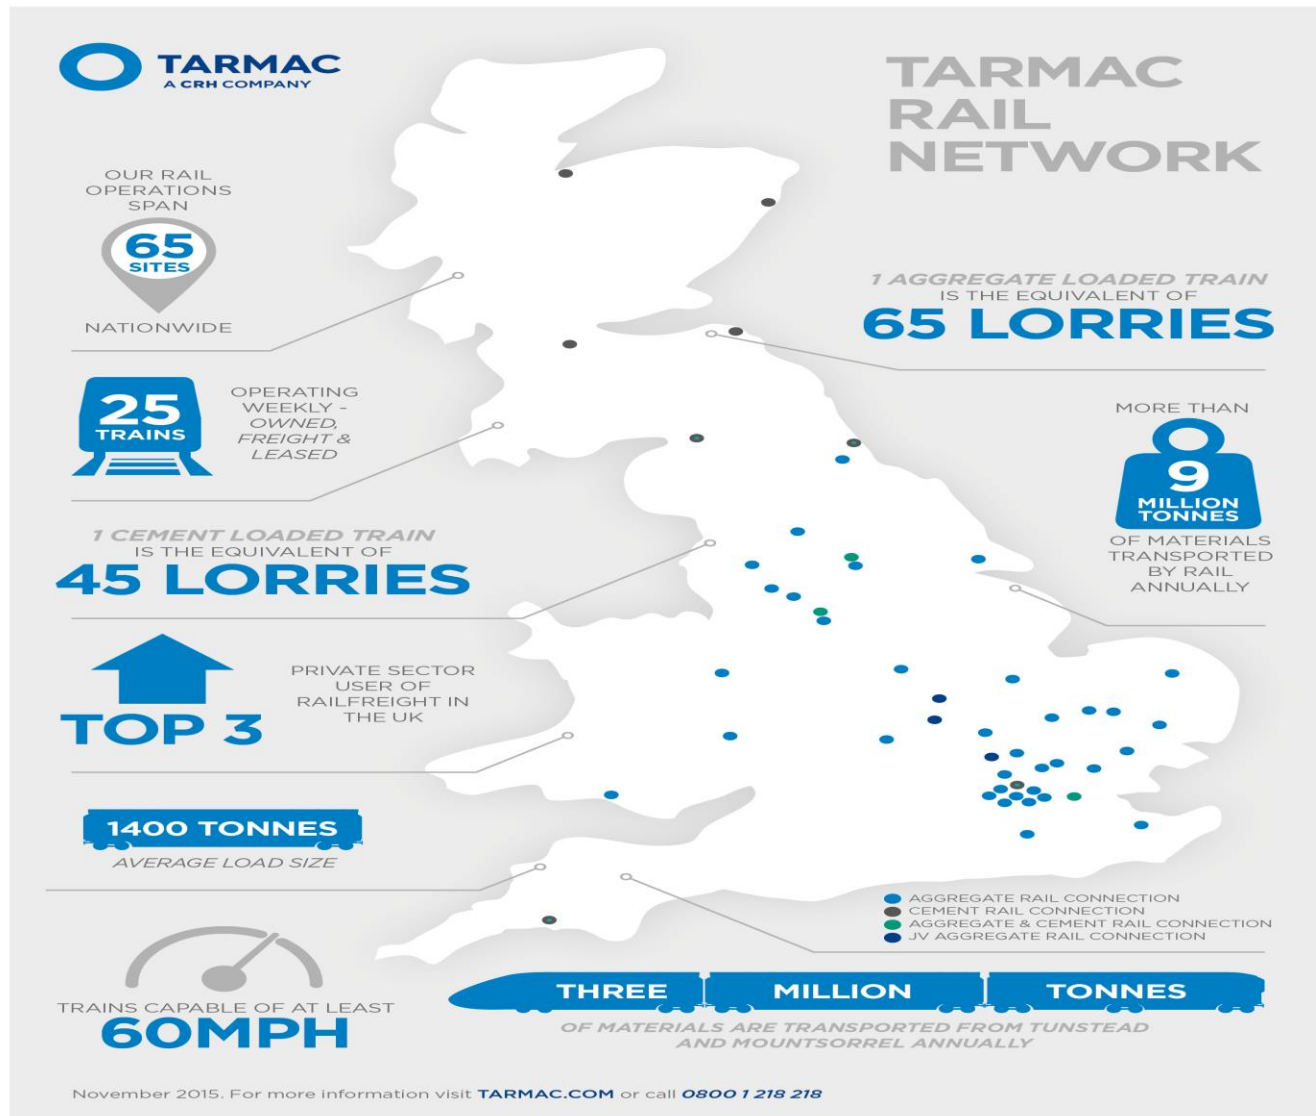 TARMAC
A CRH COMPANY
TARMAC
RAIL
NETWORK
OUR RAIL
OPERATIONS
SPAN
65
SITES
NATIONWIDE
1 AGGREGATE LOADED TRAIN
IS THE EQUIVALENT OF
65 LORRIES
25
TRAINS
OPERATING
WEEKLY -
OWNED,
FREIGHT &
LEASED
MORE THAN
9
MILLION
TONNES
OF MATERIALS
TRANSPORTED
BY RAIL
ANNUALLY
1 CEMENT LOADED TRAIN
IS THE EQUIVALENT OF
45 LORRIES
TOP 3
PRIVATE SECTOR
USER OF
RAILFREIGHT IN
THE UK
1400 TONNES
AVERAGE LOAD SIZE
AGGREGATE RAIL CONNECTION
CEMENT RAIL CONNECTION
AGGREGATE & CEMENT RAIL CONNECTION
JV AGGREGATE RAIL CONNECTION
TRAINS CAPABLE OF AT LEAST
60MPH
THREE MILLION TONNES
OF MATERIALS ARE TRANSPORTED FROM TUNSTEAD
AND MOUNTSORREL ANNUALLY
November 2015. For more information visit TARMAC.COM or call 0800 1 218 218